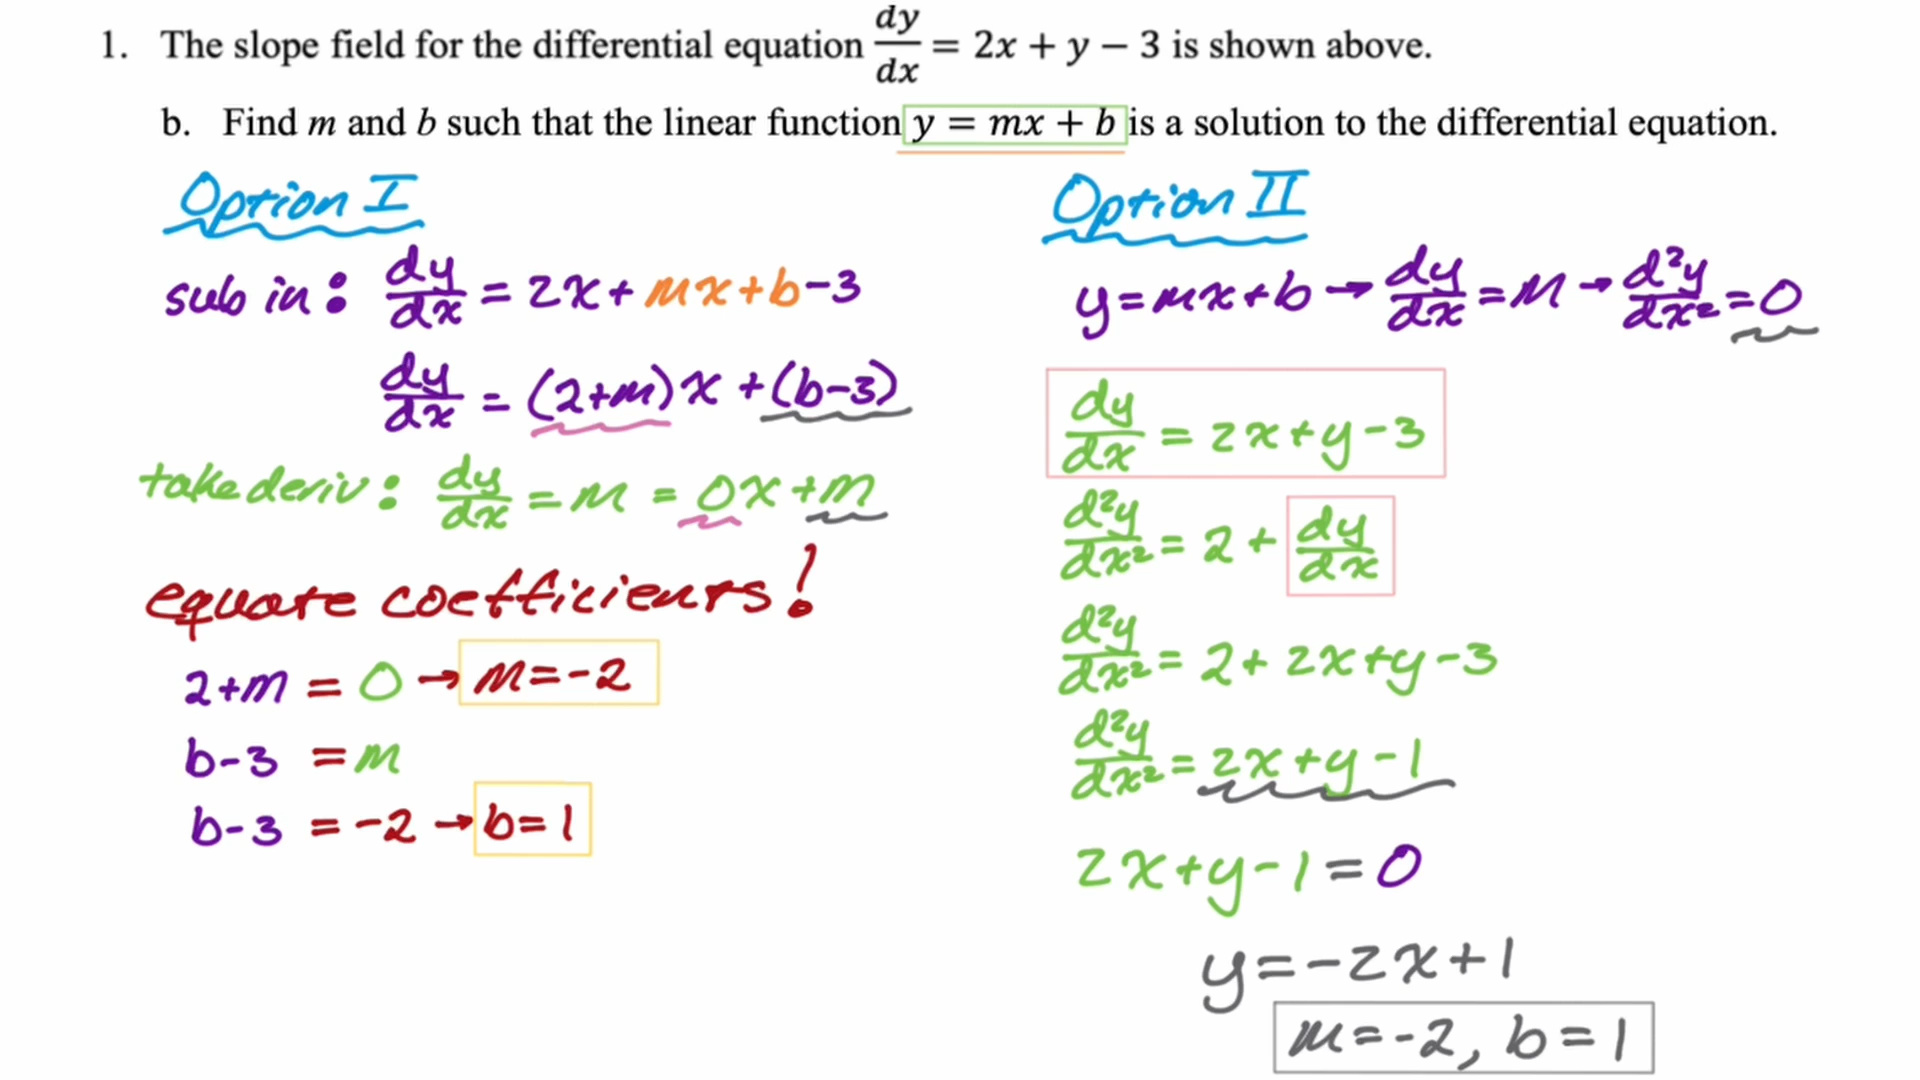 1. The slope field for the differential equation dy/dx = 2x + y − 3 is shown above.
b. Find m and b such that the linear function y = mx + b is a solution to the differential equation.
Option I
sub in: dy/dx = 2x + mx + b - 3
dy/dx = (2+m)x + (b-3)
take deriv: dy/dx = m = 0x + m
equate coefficients!
2+m = 0 → m = -2
b-3 = m
b-3 = -2 → b = 1
Option II
y = mx + b → dy/dx = m → d²y/dx² = 0
dy/dx = 2x + y - 3
d²y/dx² = 2 + dy/dx
d²y/dx² = 2 + 2x + y - 3
d²y/dx² = 2x + y - 1
2x + y - 1 = 0
y = -2x + 1
m = -2, b = 1